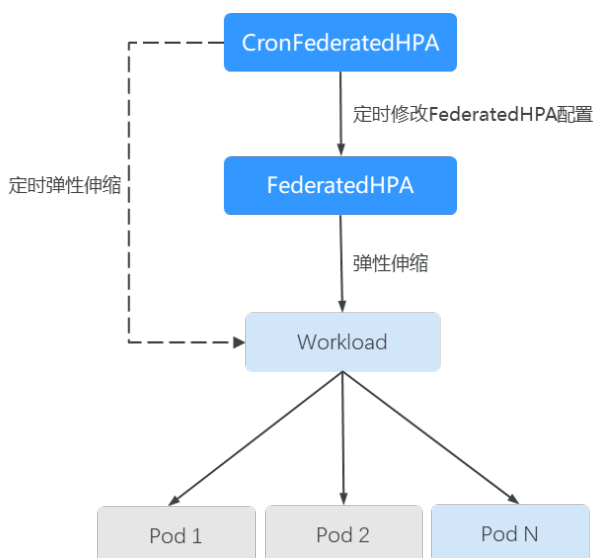 CronFederatedHPA
定时修改FederatedHPA配置
定时弹性伸缩
FederatedHPA
弹性伸缩
Workload
Pod 1
Pod 2
Pod N